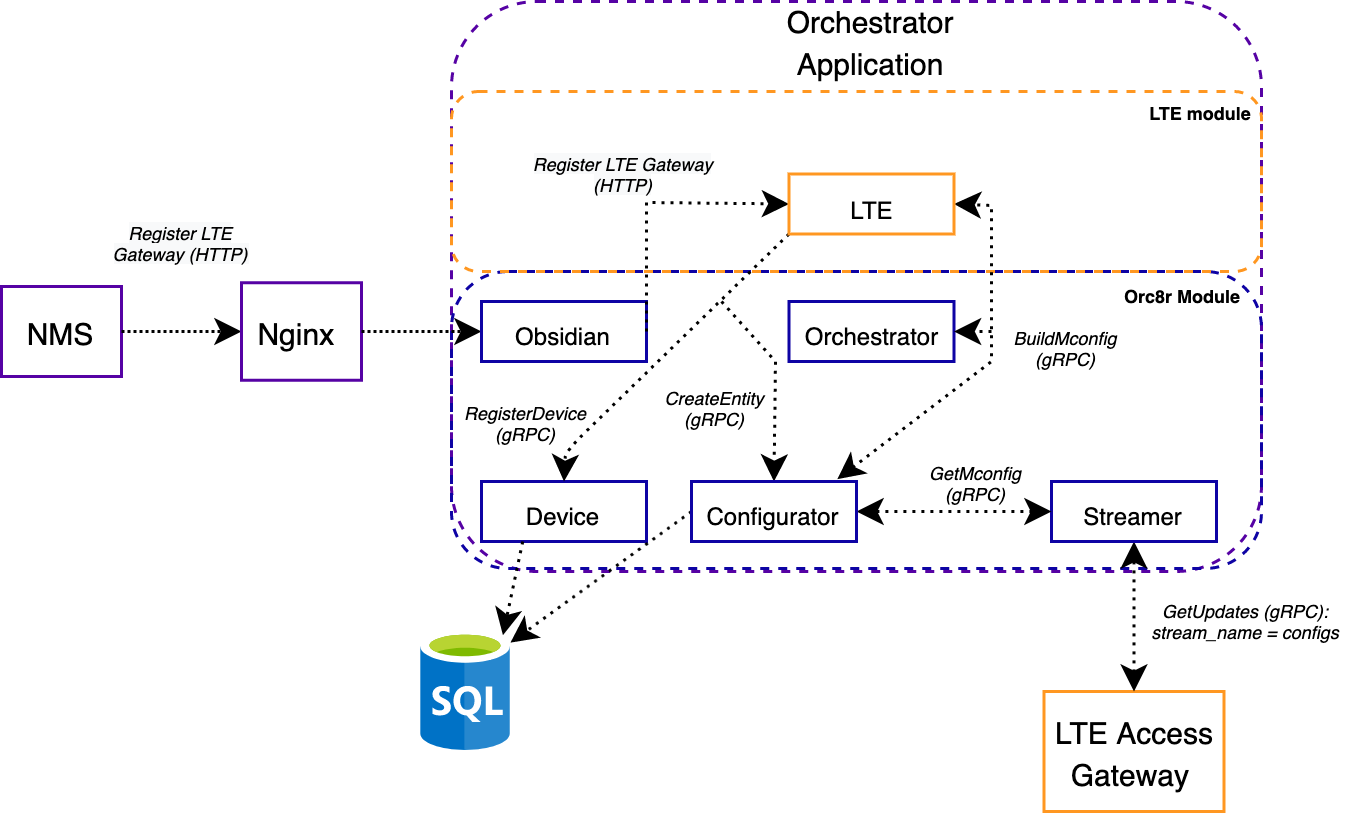 Orchestrator
Application
LTE module
Register LTE Gateway
(HTTP)
LTE
Register LTE
Gateway (HTTP)
NMS
Nginx
Orc8r Module
Obsidian
Orchestrator
BuildMconfig
(gRPC)
RegisterDevice
(gRPC)
CreateEntity
(gRPC)
GetMconfig
(gRPC)
Device
Configurator
Streamer
GetUpdates (gRPC):
stream_name = configs
SQL
LTE Access
Gateway